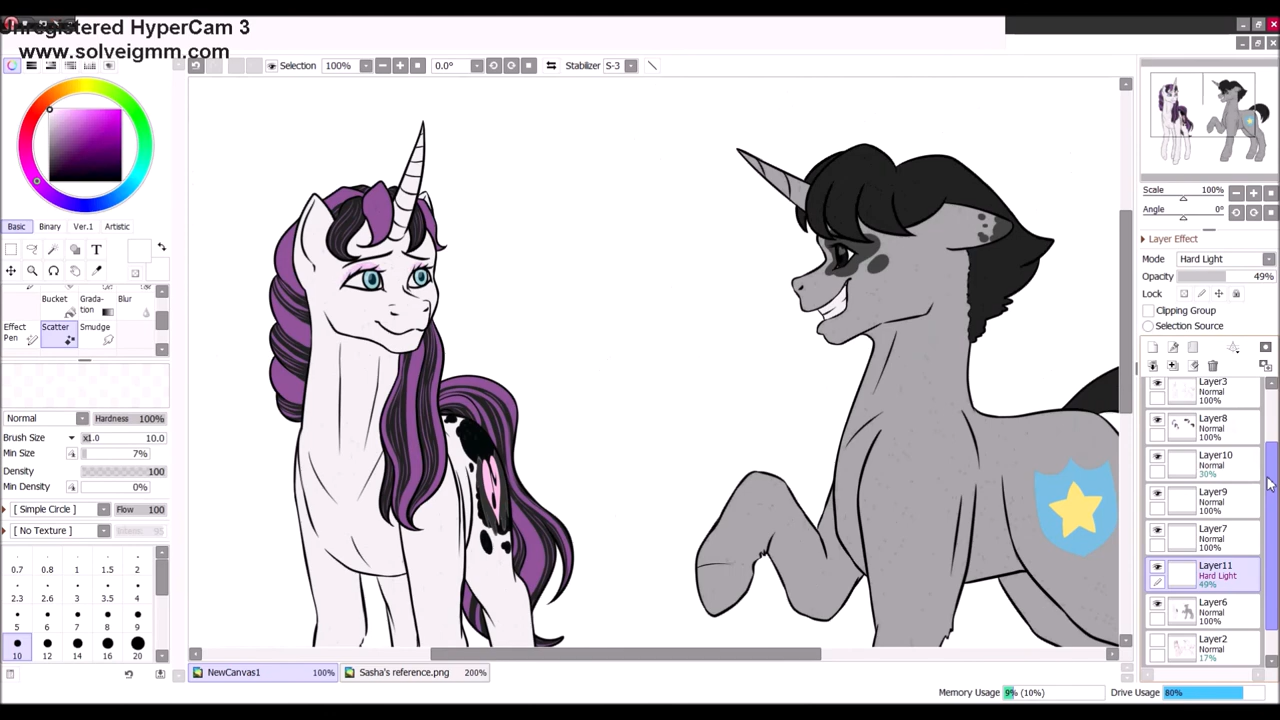 Unregistered HyperCam 3
www.solveigmm.com
Selection 100% 0.0° Stabilizer S-3
Basic Binary Ver.1 Artistic
Bucket Grada-tion Blur
Effect Pen Scatter Smudge
Normal Hardness 100%
Brush Size x1.0 10.0
Min Size 7%
Density 100
Min Density 0%
[ Simple Circle ] Flow 100
[ No Texture ]
0.7 0.8 1 1.5 2
2.3 2.6 3 3.5 4
5 6 7 8 9
10 12 14 16 20
NewCanvas1 100% Sasha's reference.png 200%
Scale 100%
Angle 0°
Layer Effect
Mode Hard Light
Opacity 49%
Lock
Clipping Group
Selection Source
Layer3
Normal
100%
Layer8
Normal
100%
Layer10
Normal
30%
Layer9
Normal
100%
Layer7
Normal
100%
Layer11
Hard Light
49%
Layer6
Normal
100%
Layer2
Normal
17%
Memory Usage 9% (10%) Drive Usage 80%